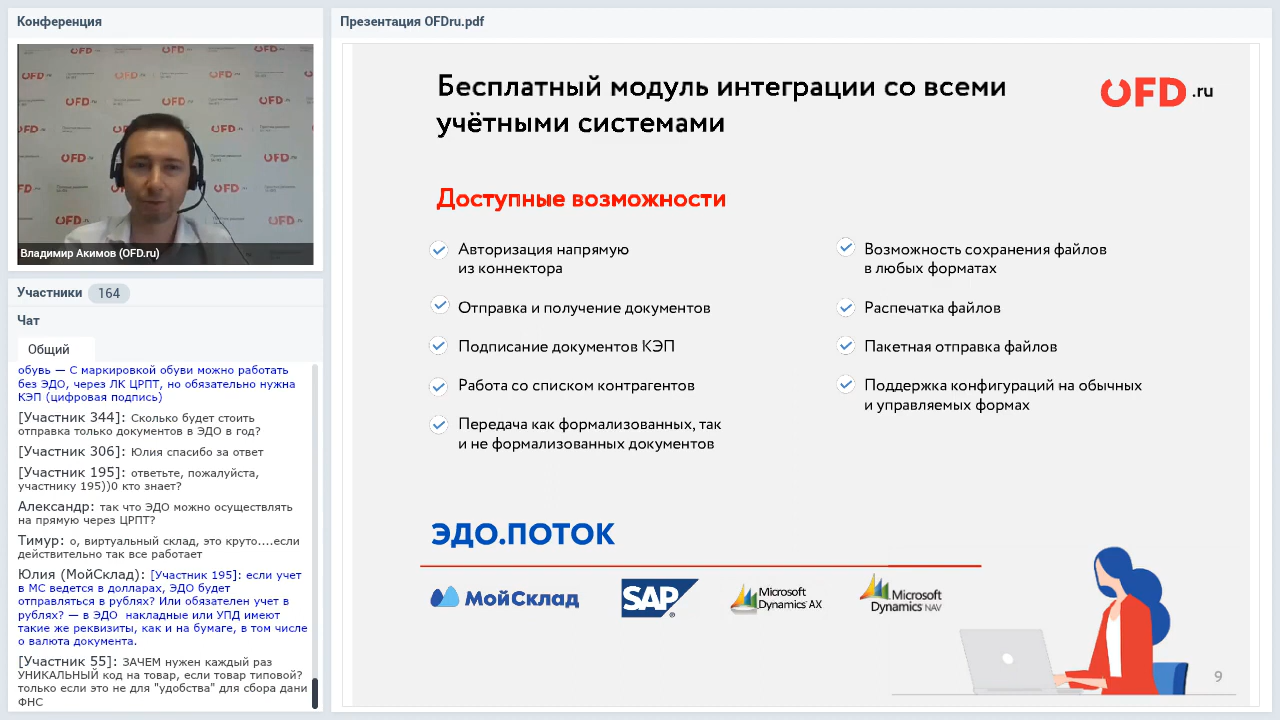 Конференция
OFD.ru
Владимир Акимов (OFD.ru)
Участники 164
Чат
Общий
обувь — С маркировкой обуви можно работать
без ЭДО, через ЛК ЦРПТ, но обязательно нужна
КЭП (цифровая подпись)
[Участник 344]: Сколько будет стоить
отправка только документов в ЭДО в год?
[Участник 306]: Юлия спасибо за ответ
[Участник 195]: ответьте, пожалуйста,
участнику 195))0 кто знает?
Александр: так что ЭДО можно осуществлять
на прямую через ЦРПТ?
Тимур: о, виртуальный склад, это круто....если
действительно так все работает
Юлия (МойСклад): [Участник 195]: если учет
в МС ведется в долларах, ЭДО будет
отправляться в рублях? Или обязателен учет в
рублях? — в ЭДО накладные или УПД имеют
такие же реквизиты, как и на бумаге, в том числе
о валюта документа.
[Участник 55]: ЗАЧЕМ нужен каждый раз
УНИКАЛЬНЫЙ код на товар, если товар типовой?
только если это не для "удобства" для сбора дани
ФНС
Презентация OFDru.pdf
Бесплатный модуль интеграции со всеми
учётными системами
OFD.ru
Доступные возможности
Авторизация напрямую
из коннектора
Отправка и получение документов
Подписание документов КЭП
Работа со списком контрагентов
Передача как формализованных, так
и не формализованных документов
Возможность сохранения файлов
в любых форматах
Распечатка файлов
Пакетная отправка файлов
Поддержка конфигураций на обычных
и управляемых формах
ЭДО.ПОТОК
МойСклад
SAP
Microsoft
Dynamics AX
Microsoft
Dynamics NAV
9